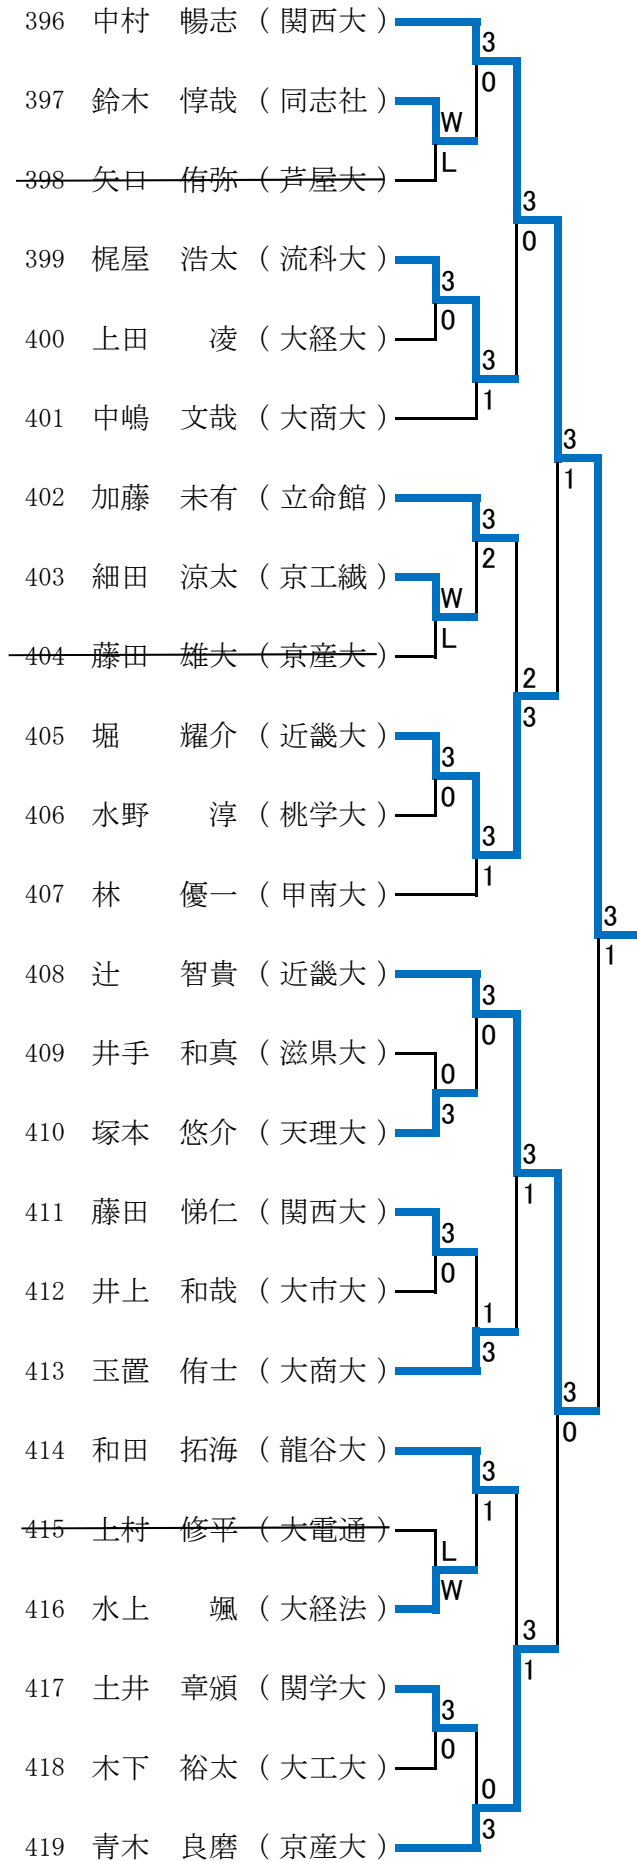 396 中村 暢志 ( 関西大 )
3
0
397 鈴木 惇哉 ( 同志社 )
W
L
398 矢口 侑弥 ( 芦屋大 )
3
0
399 梶屋 浩太 ( 流科大 )
3
0
400 上田 凌 ( 大経大 )
3
1
401 中嶋 文哉 ( 大商大 )
3
1
402 加藤 未有 ( 立命館 )
3
2
403 細田 涼太 ( 京工繊 )
W
L
404 藤田 雄大 ( 京産大 )
2
3
405 堀 耀介 ( 近畿大 )
3
0
406 水野 淳 ( 桃学大 )
3
1
407 林 優一 ( 甲南大 )
3
1
408 辻 智貴 ( 近畿大 )
3
0
409 井手 和真 ( 滋県大 )
0
3
410 塚本 悠介 ( 天理大 )
3
1
411 藤田 悌仁 ( 関西大 )
3
0
412 井上 和哉 ( 大市大 )
1
3
413 玉置 侑士 ( 大商大 )
3
0
414 和田 拓海 ( 龍谷大 )
3
1
415 上村 修平 ( 大電通 )
L
W
416 水上 颯 ( 大経法 )
3
1
417 土井 章頒 ( 関学大 )
3
0
418 木下 裕太 ( 大工大 )
0
3
419 青木 良磨 ( 京産大 )